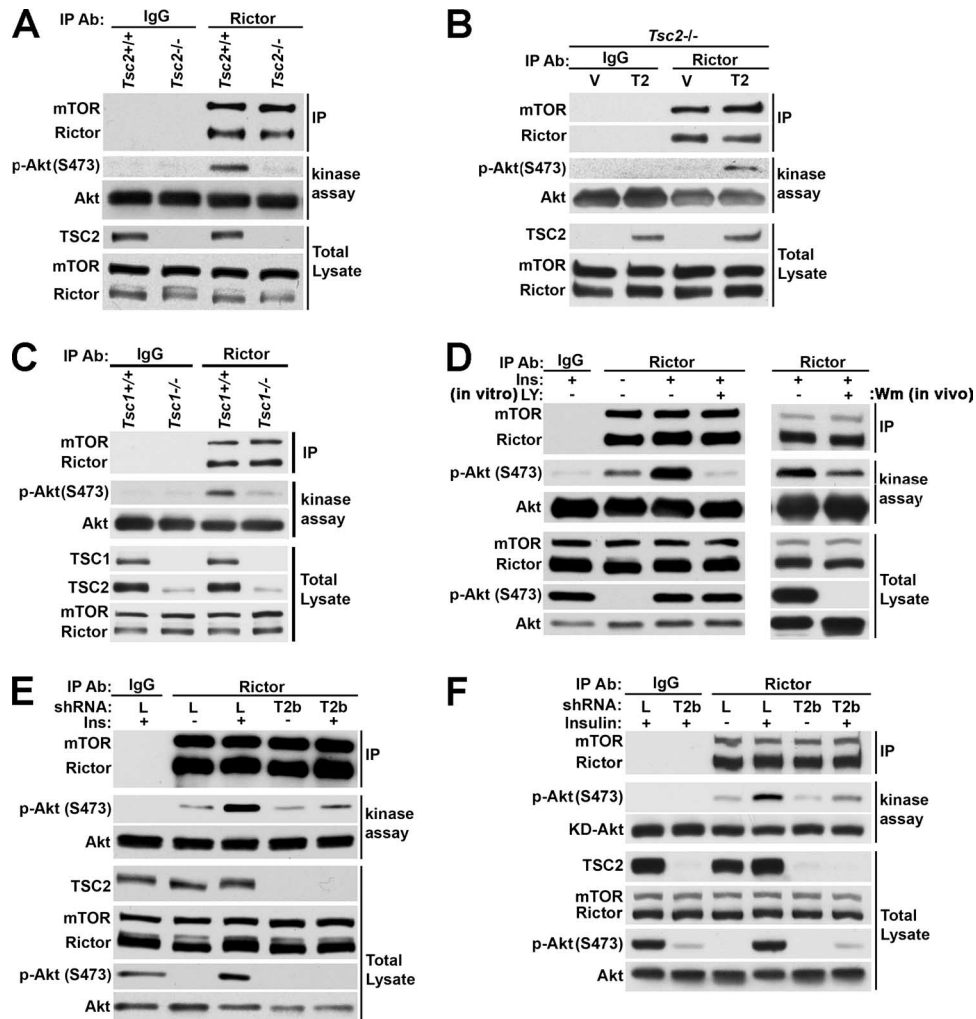 A
IP Ab: IgG Rictor
Tsc2+/+ Tsc2-/- Tsc2+/+ Tsc2-/-
mTOR
Rictor
IP
p-Akt(S473)
Akt
kinase assay
TSC2
mTOR
Rictor
Total Lysate
B
Tsc2-/-
IP Ab: IgG Rictor
V T2 V T2
mTOR
Rictor
IP
p-Akt(S473)
Akt
kinase assay
TSC2
mTOR
Rictor
Total Lysate
C
IP Ab: IgG Rictor
Tsc1+/+ Tsc1-/- Tsc1+/+ Tsc1-/-
mTOR
Rictor
IP
p-Akt(S473)
Akt
kinase assay
TSC1
TSC2
mTOR
Rictor
Total Lysate
D
IP Ab: IgG Rictor Rictor
Ins: + - + + + +
(in vitro) LY: - - - + - + :Wm (in vivo)
mTOR
Rictor
IP
p-Akt (S473)
Akt
kinase assay
mTOR
Rictor
p-Akt (S473)
Akt
Total Lysate
E
IP Ab: IgG Rictor
shRNA: L L L T2b T2b
Ins: + - + - +
mTOR
Rictor
IP
p-Akt (S473)
Akt
kinase assay
TSC2
mTOR
Rictor
p-Akt (S473)
Akt
Total Lysate
F
IP Ab: IgG Rictor
shRNA: L T2b L L T2b T2b
Insulin: + + - + - +
mTOR
Rictor
IP
p-Akt(S473)
KD-Akt
kinase assay
TSC2
mTOR
Rictor
p-Akt(S473)
Akt
Total Lysate